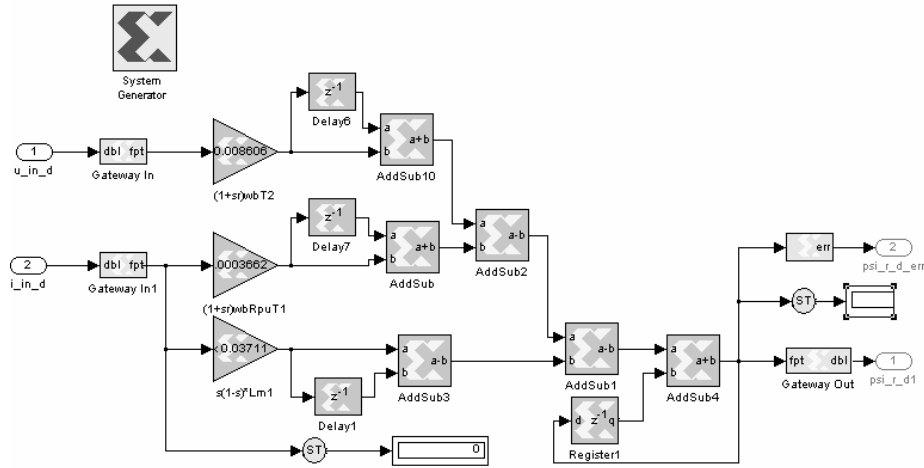 System
Generator
z-1
Delay6
a
b
a+b
AddSub10
1
u_in_d
dbl fpt
Gateway In
0.008606
(1+sr)wbT2
z-1
Delay7
a
b
a+b
AddSub
a
b
a-b
AddSub2
2
i_in_d
dbl fpt
Gateway In1
.0003662
(1+sr)wbRpuT1
err
2
psi_r_d_err
ST
0.03711
s(1-s)*Lm1
z-1
Delay1
a
b
a-b
AddSub3
a
b
a-b
AddSub1
a
b
a+b
AddSub4
fpt dbl
Gateway Out
1
psi_r_d1
d z-1 q
Register1
ST
0